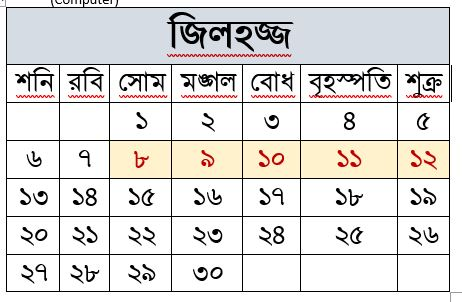 (Computer)
জিলহজ্জ
শনি রবি সোম মঙ্গল বোধ বৃহস্পতি শুক্র
১ ২ ৩ ৪ ৫
৬ ৭ ৮ ৯ ১০ ১১ ১২
১৩ ১৪ ১৫ ১৬ ১৭ ১৮ ১৯
২০ ২১ ২২ ২৩ ২৪ ২৫ ২৬
২৭ ২৮ ২৯ ৩০